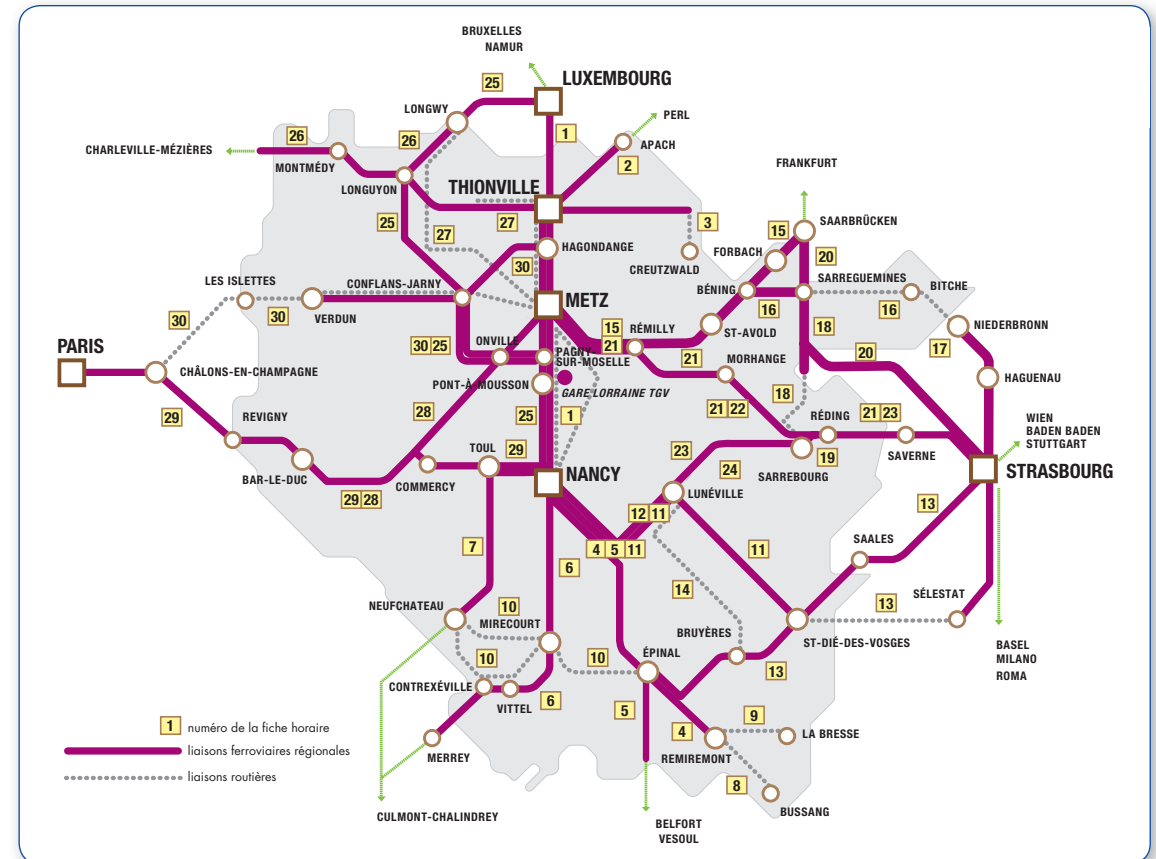 BRUXELLES
NAMUR
LUXEMBOURG
25
LONGWY
1
PERL
APACH
26
26
CHARLEVILLE-MÉZIÈRES
MONTMÉDY
2
FRANKFURT
LONGUYON
THIONVILLE
25
27
27
3
15
SAARBRÜCKEN
HAGONDANGE
FORBACH
20
30
CREUTZWALD
LES ISLETTES
CONFLANS-JARNY
BÉNING
SARREGUEMINES
BITCHE
30
30
VERDUN
METZ
16
16
NIEDERBRONN
PARIS
15
RÉMILLY
ST-AVOLD
18
17
30 25
ONVILLE
21
PAGNY
SUR-MOSELLE
21
MORHANGE
20
CHÂLONS-EN-CHAMPAGNE
HAGUENAU
PONT-À MOUSSON
GARE LORRAINE TGV
18
29
28
25
1
21 22
21 23
REVIGNY
RÉDING
WIEN
BADEN BADEN
STUTTGART
TOUL
29
23
SAVERNE
19
BAR-LE-DUC
COMMERCY
NANCY
24
SARREBOURG
STRASBOURG
29 28
LUNÉVILLE
12 11
13
7
4 5 11
11
SAALES
6
14
NEUFCHATEAU
10
MIRECOURT
13
SÉLESTAT
BRUYÈRES
ST-DIÉ-DES-VOSGES
10
10
ÉPINAL
13
BASEL
MILANO
ROMA
CONTREXÉVILLE
VITTEL
6
5
4
9
LA BRESSE
1 numéro de la fiche horaire
liaisons ferroviaires régionales
liaisons routières
MERREY
REMIREMONT
8
BUSSANG
CULMONT-CHALINDREY
BELFORT
VESOUL